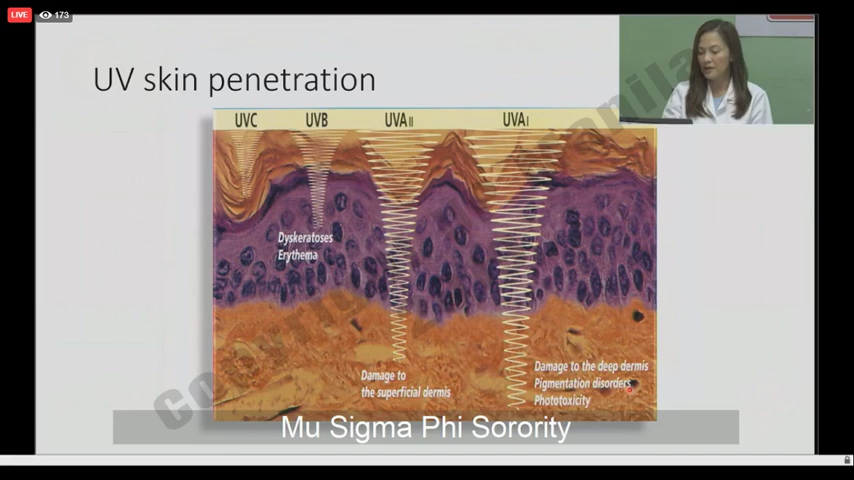 LIVE 173
UV skin penetration
UVC UVB UVA II UVA I
Dyskeratoses
Erythema
Damage to
the superficial dermis
Damage to the deep dermis
Pigmentation disorders
Phototoxicity
Mu Sigma Phi Sorority